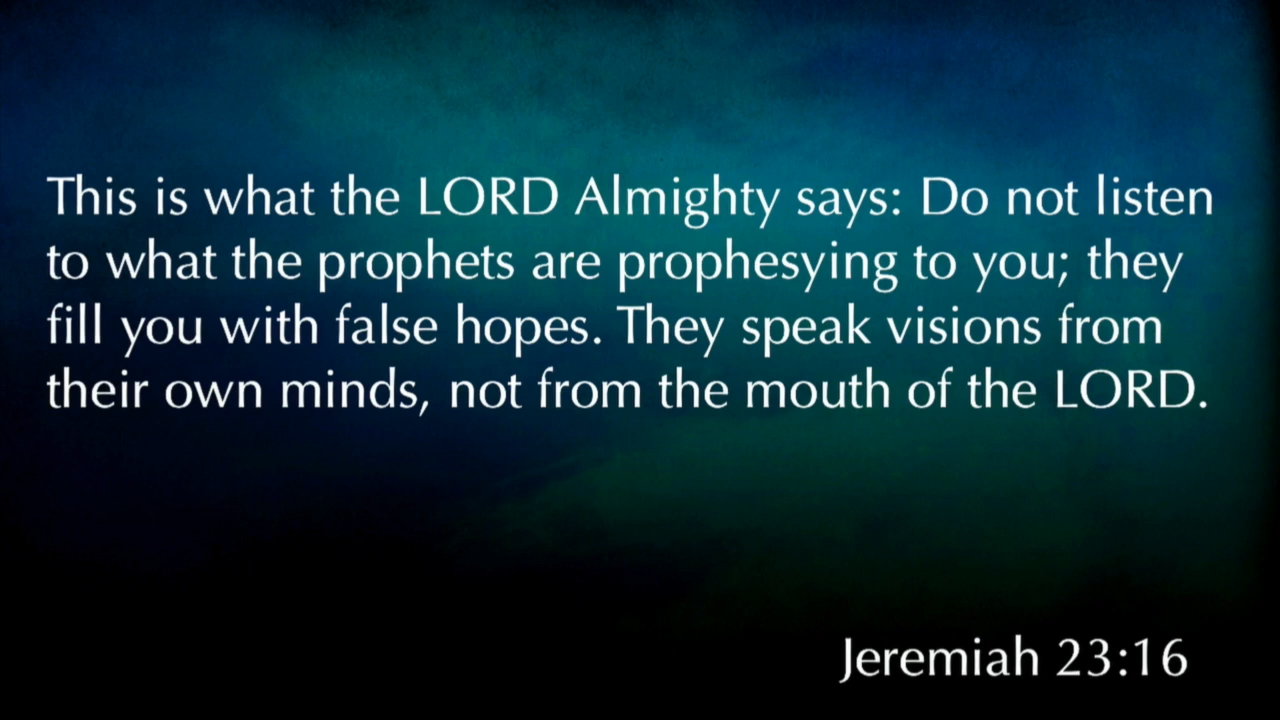 This is what the LORD Almighty says: Do not listen
to what the prophets are prophesying to you; they
fill you with false hopes. They speak visions from
their own minds, not from the mouth of the LORD.
Jeremiah 23:16